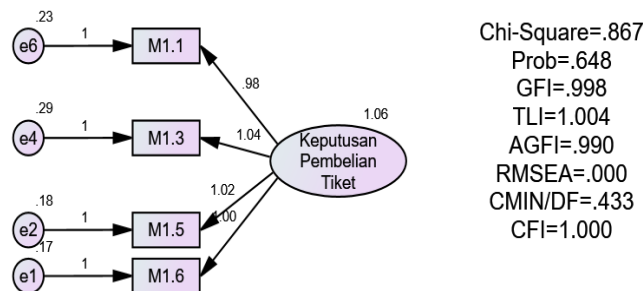 .23
e6 1 M1.1
.98
.29
e4 1 M1.3
1.04
1.06
Keputusan
Pembelian
Tiket
.18
e2 1 M1.5
1.02
1.00
.17
e1 1 M1.6
Chi-Square=.867
Prob=.648
GFI=.998
TLI=1.004
AGFI=.990
RMSEA=.000
CMIN/DF=.433
CFI=1.000